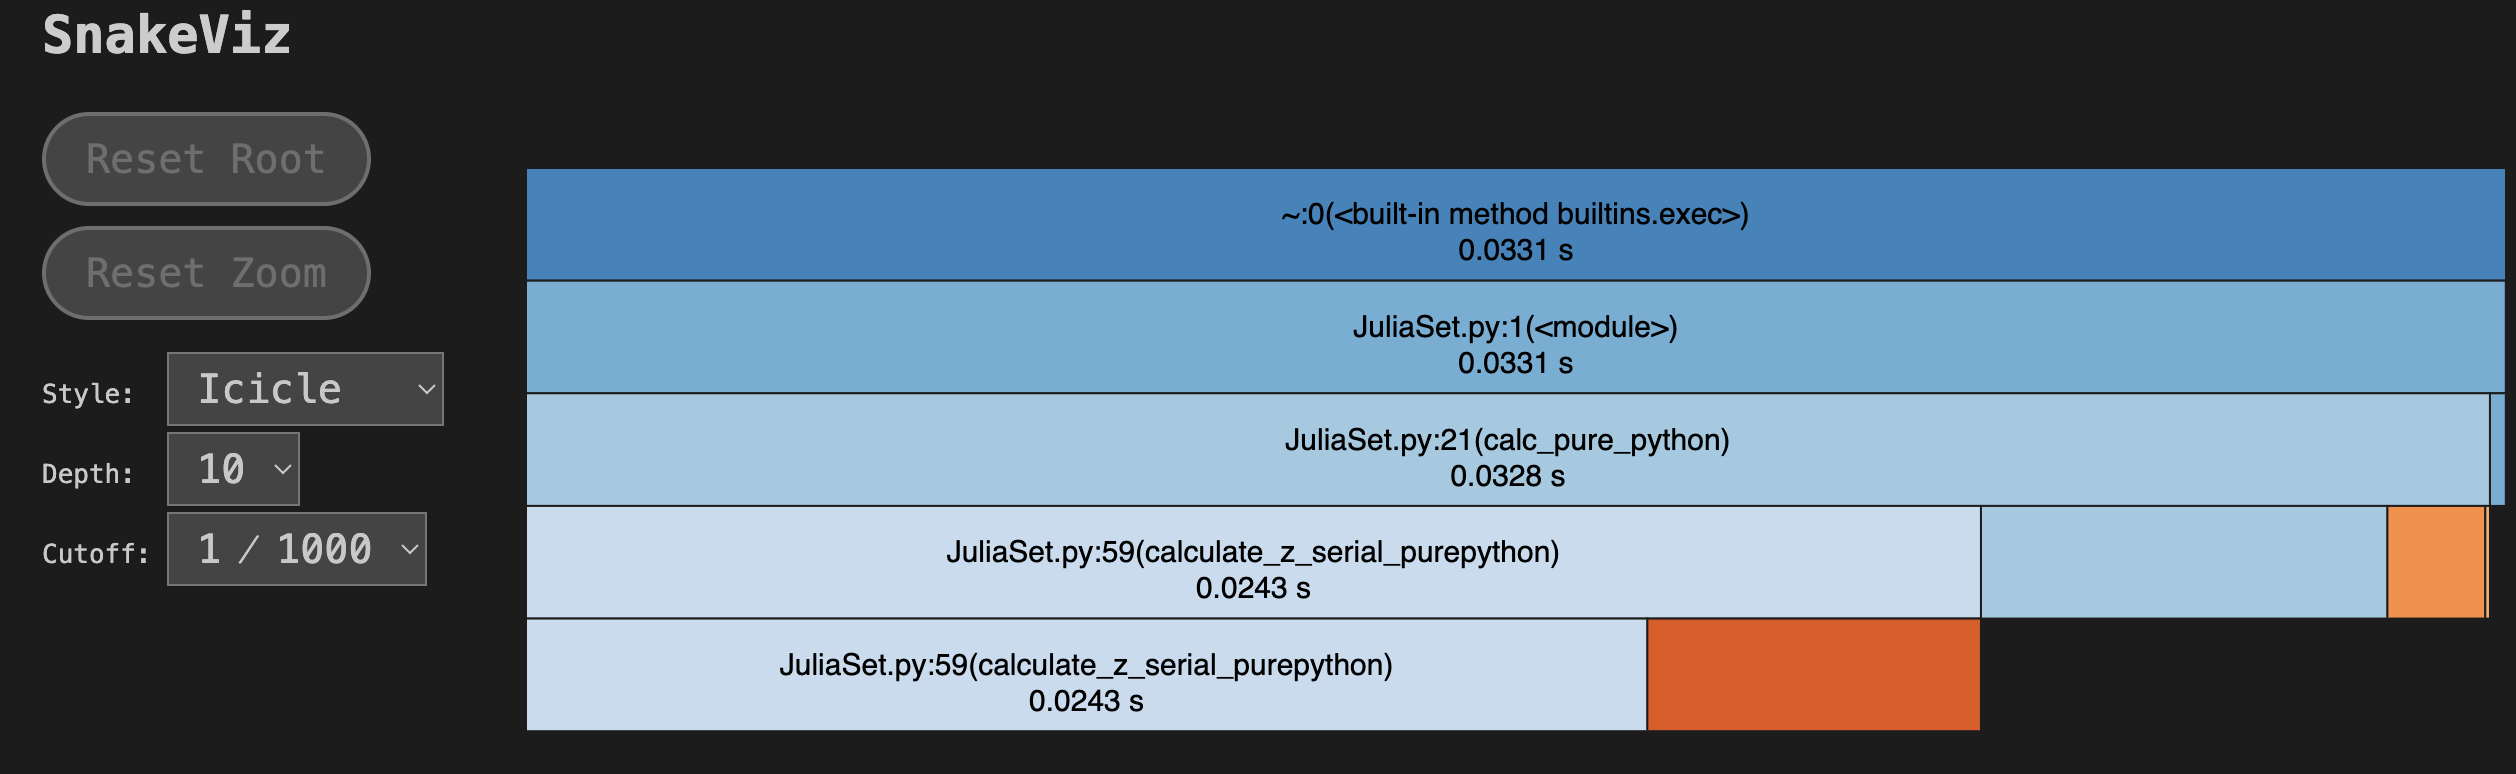 SnakeViz
Reset Root
Reset Zoom
Style: Icicle
Depth: 10
Cutoff: 1 / 1000
~:0(<built-in method builtins.exec>)
0.0331 s
JuliaSet.py:1(<module>)
0.0331 s
JuliaSet.py:21(calc_pure_python)
0.0328 s
JuliaSet.py:59(calculate_z_serial_purepython)
0.0243 s
JuliaSet.py:59(calculate_z_serial_purepython)
0.0243 s